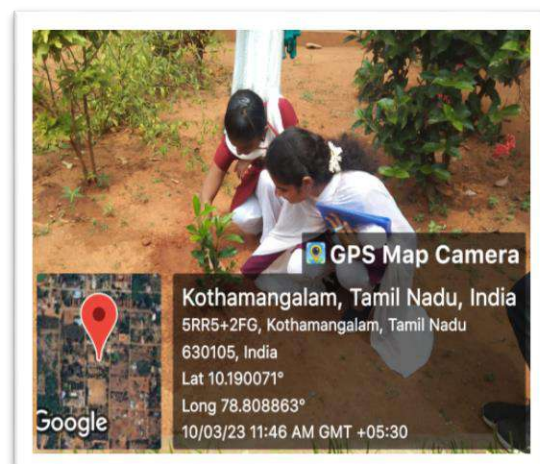 GPS Map Camera
Kothamangalam, Tamil Nadu, India
5RR5+2FG, Kothamangalam, Tamil Nadu
630105, India
Lat 10.190071°
Long 78.808863°
10/03/23 11:46 AM GMT +05:30
Google